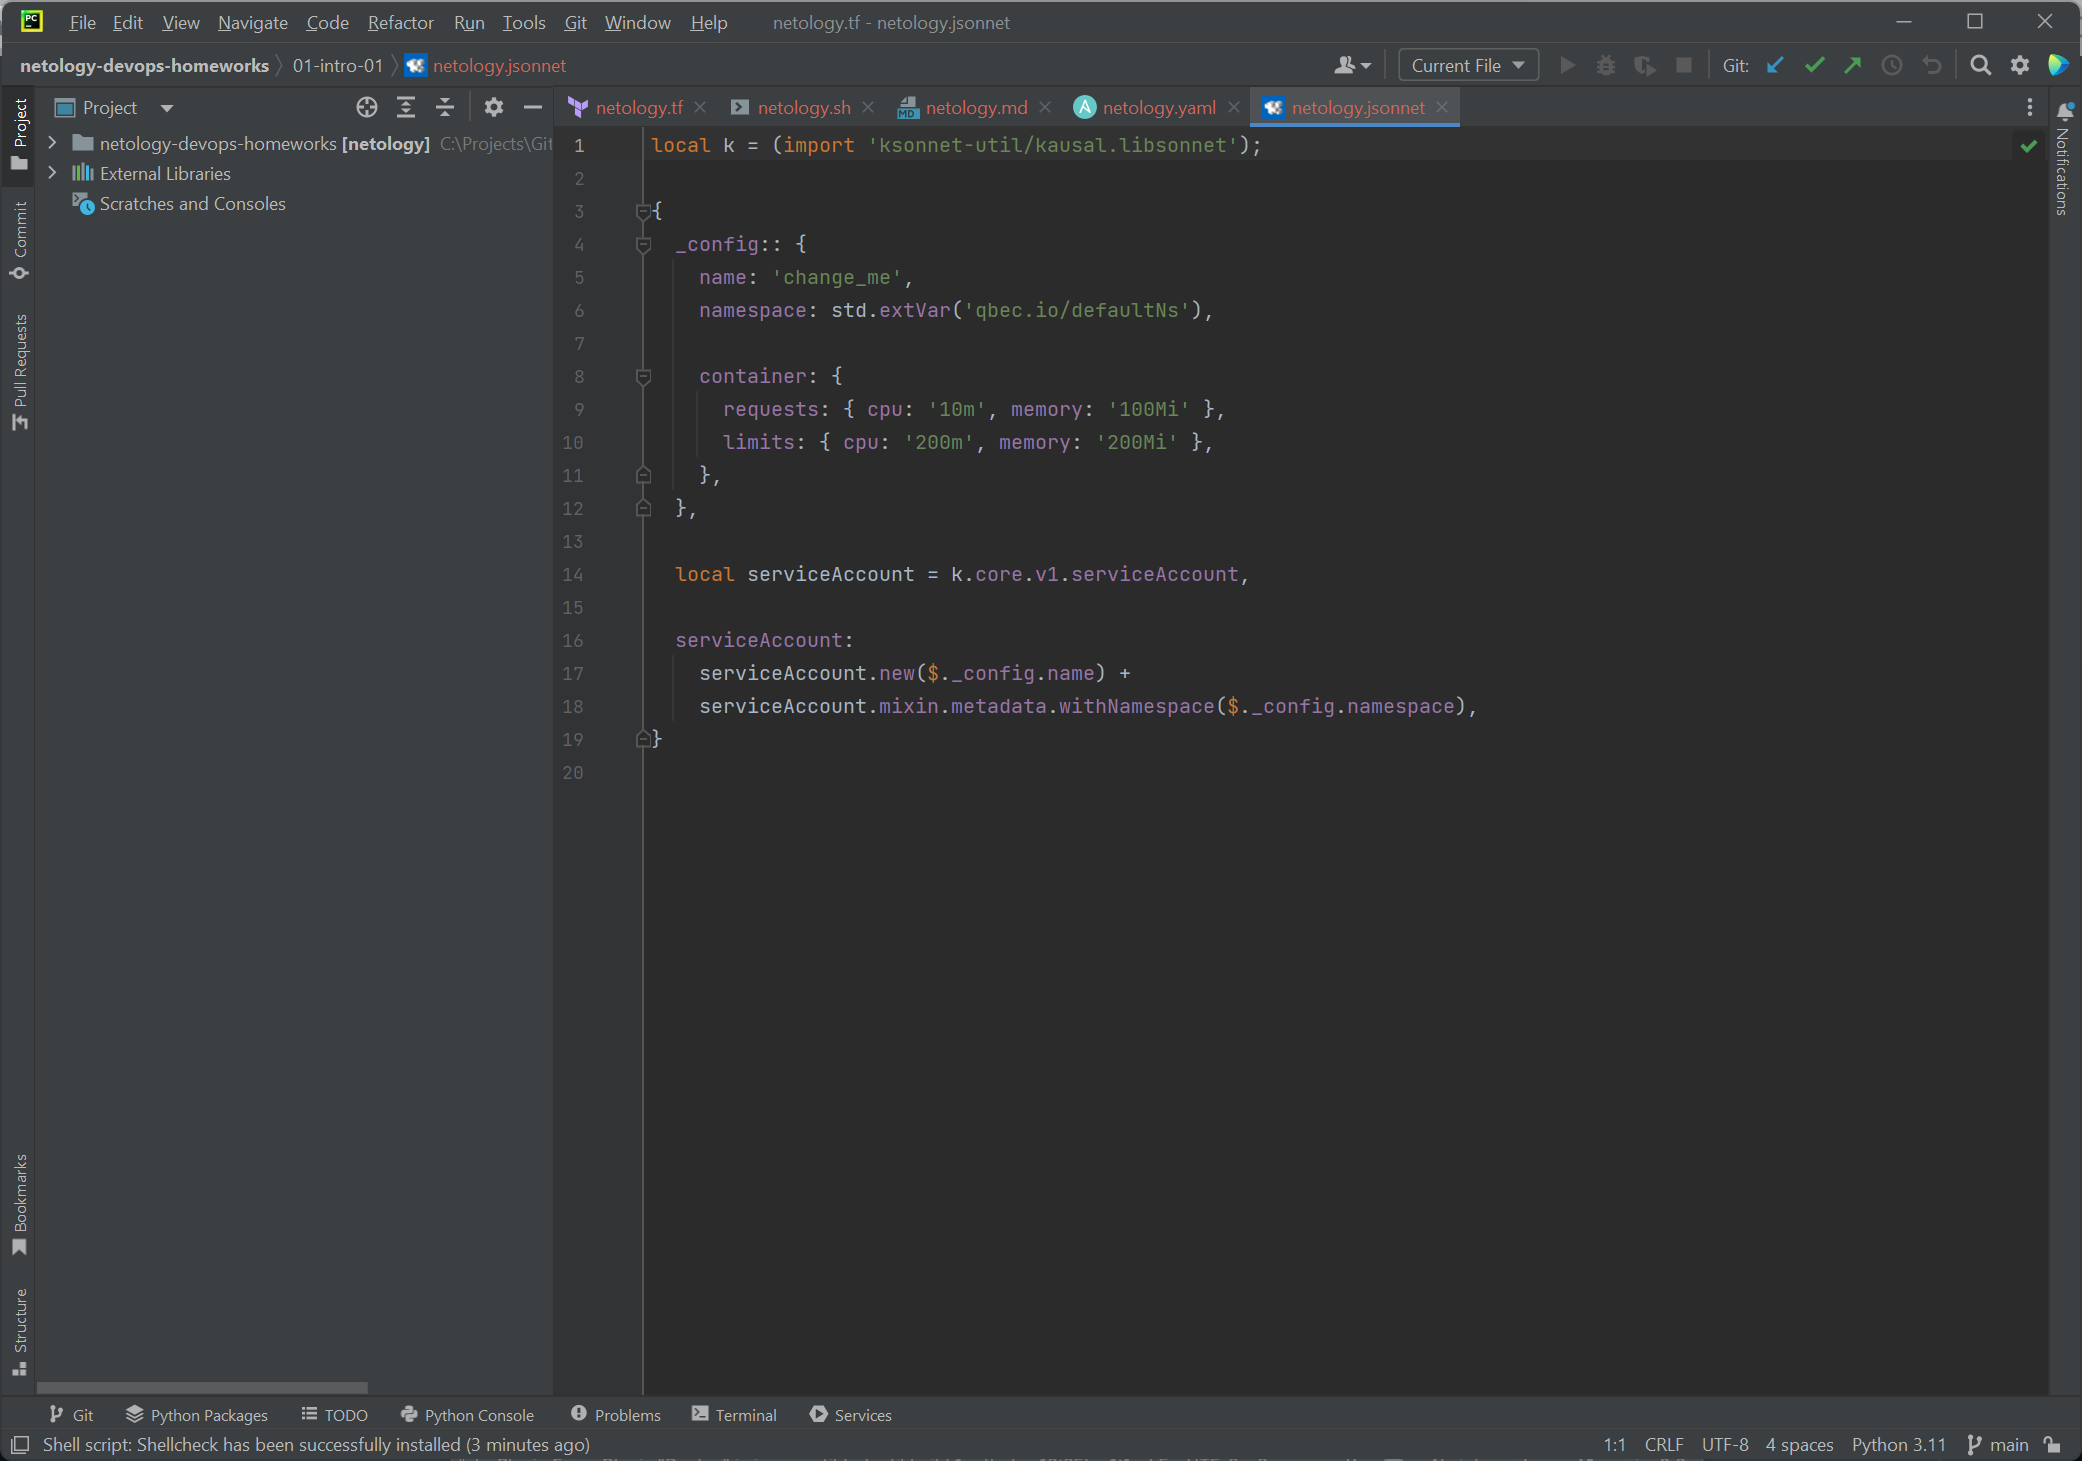 PC File Edit View Navigate Code Refactor Run Tools Git Window Help netology.tf - netology.jsonnet
netology-devops-homeworks 01-intro-01 netology.jsonnet Current File Git:
Project netology.tf netology.sh MD netology.md A netology.yaml netology.jsonnet
netology-devops-homeworks [netology] C:\Projects\Git
External Libraries
Scratches and Consoles
Project
Commit
Pull Requests
Bookmarks
Structure
1 local k = (import 'ksonnet-util/kausal.libsonnet');
2
3 {
4 _config:: {
5 name: 'change_me',
6 namespace: std.extVar('qbec.io/defaultNs'),
7
8 container: {
9 requests: { cpu: '10m', memory: '100Mi' },
10 limits: { cpu: '200m', memory: '200Mi' },
11 },
12 },
13
14 local serviceAccount = k.core.v1.serviceAccount,
15
16 serviceAccount:
17 serviceAccount.new($._config.name) +
18 serviceAccount.mixin.metadata.withNamespace($._config.namespace),
19 }
20
Notifications
Git Python Packages TODO Python Console Problems Terminal Services
Shell script: Shellcheck has been successfully installed (3 minutes ago) 1:1 CRLF UTF-8 4 spaces Python 3.11 main